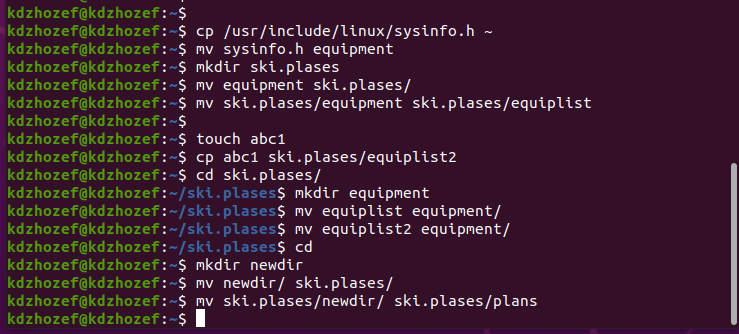 kdzhozef@kdzhozef:~$
kdzhozef@kdzhozef:~$ cp /usr/include/linux/sysinfo.h ~
kdzhozef@kdzhozef:~$ mv sysinfo.h equipment
kdzhozef@kdzhozef:~$ mkdir ski.plases
kdzhozef@kdzhozef:~$ mv equipment ski.plases/
kdzhozef@kdzhozef:~$ mv ski.plases/equipment ski.plases/equiplist
kdzhozef@kdzhozef:~$
kdzhozef@kdzhozef:~$ touch abc1
kdzhozef@kdzhozef:~$ cp abc1 ski.plases/equiplist2
kdzhozef@kdzhozef:~$ cd ski.plases/
kdzhozef@kdzhozef:~/ski.plases$ mkdir equipment
kdzhozef@kdzhozef:~/ski.plases$ mv equiplist equipment/
kdzhozef@kdzhozef:~/ski.plases$ mv equiplist2 equipment/
kdzhozef@kdzhozef:~/ski.plases$ cd
kdzhozef@kdzhozef:~$ mkdir newdir
kdzhozef@kdzhozef:~$ mv newdir/ ski.plases/
kdzhozef@kdzhozef:~$ mv ski.plases/newdir/ ski.plases/plans
kdzhozef@kdzhozef:~$